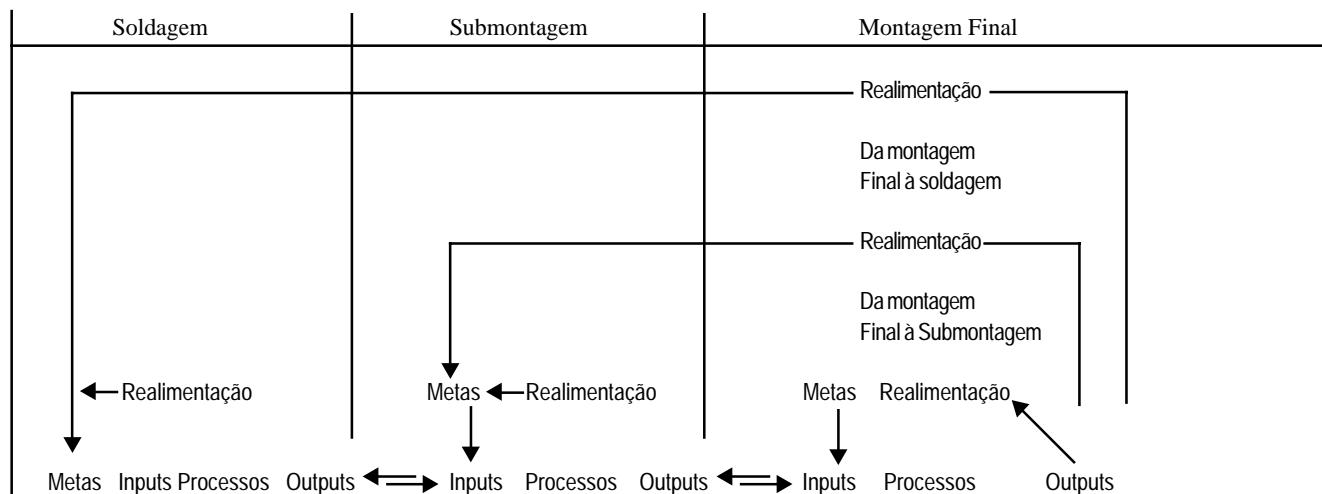 Soldagem Submontagem Montagem Final
Realimentação
Da montagem
Final à soldagem
Realimentação
Da montagem
Final à Submontagem
Realimentação Metas Realimentação Metas Realimentação
Metas Inputs Processos Outputs Inputs Processos Outputs Inputs Processos Outputs